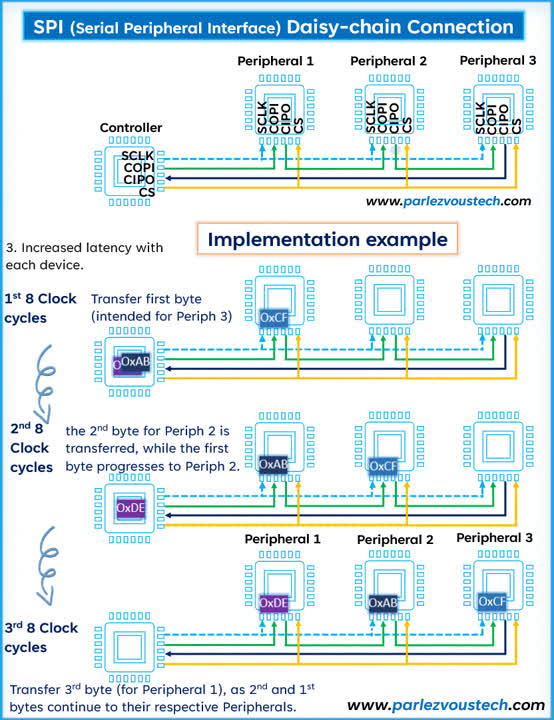 SPI (Serial Peripheral Interface) Daisy-chain Connection
Peripheral 1
Peripheral 2
Peripheral 3
SCLK
COPI
CIPO
CS
SCLK
COPI
CIPO
CS
SCLK
COPI
CIPO
CS
Controller
SCLK
COPI
CIPO
CS
www.parlezvoustech.com
3. Increased latency with
each device.
Implementation example
1st 8 Clock
cycles
Transfer first byte
(intended for Periph 3)
OxCF
OxAB
2nd 8
Clock
cycles
the 2nd byte for Periph 2 is
transferred, while the first
byte progresses to Periph 2.
OxAB
OxCF
OxDE
Peripheral 1
Peripheral 2
Peripheral 3
OxDE
OxAB
OxCF
3rd 8 Clock
cycles
Transfer 3rd byte (for Peripheral 1), as 2nd and 1st
bytes continue to their respective Peripherals.
www.parlezvoustech.com